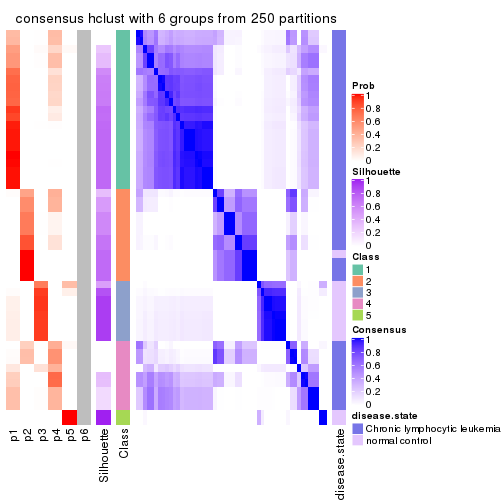 consensus hclust with 6 groups from 250 partitions
Prob
1
0.8
0.6
0.4
0.2
0
Silhouette
1
0.8
0.6
0.4
0.2
0
Class
1
2
3
4
5
Consensus
1
0.8
0.6
0.4
0.2
0
disease.state
Chronic lymphocytic leukemia
normal control
p1
p2
p3
p4
p5
p6
Silhouette
Class
disease.state